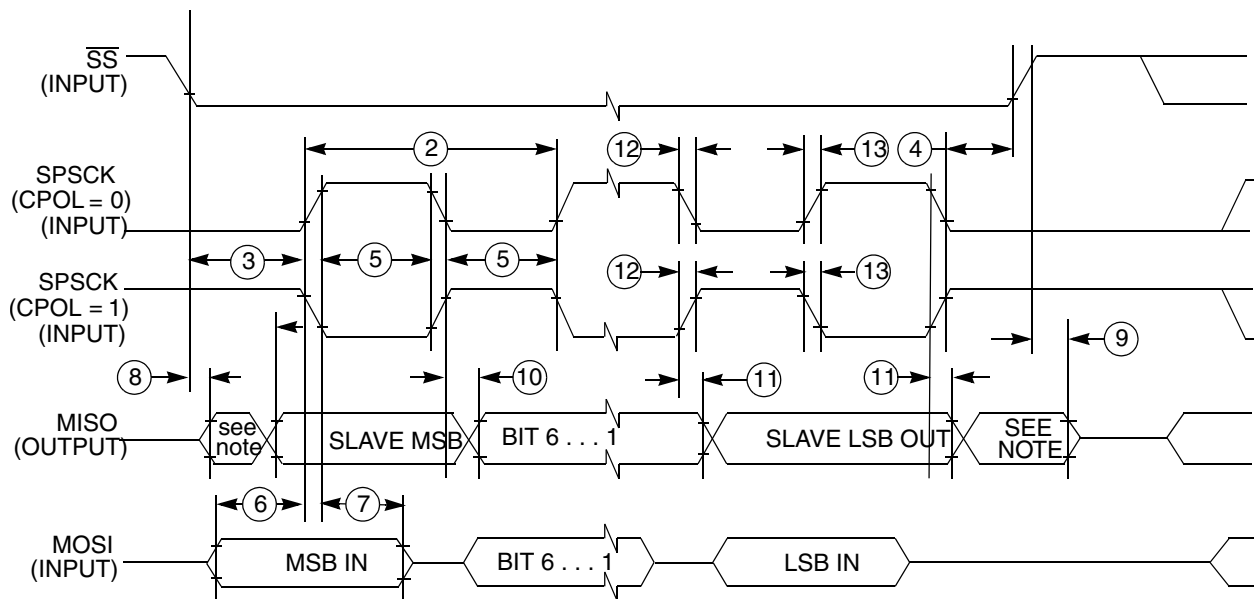 SS
(INPUT)
2
12
13
4
SPSCK
(CPOL = 0)
(INPUT)
3
5
5
SPSCK
(CPOL = 1)
(INPUT)
12
13
9
8
10
11
11
MISO
(OUTPUT)
see
note
SLAVE MSB
BIT 6 . . . 1
SLAVE LSB OUT
SEE
NOTE
6
7
MOSI
(INPUT)
MSB IN
BIT 6 . . . 1
LSB IN